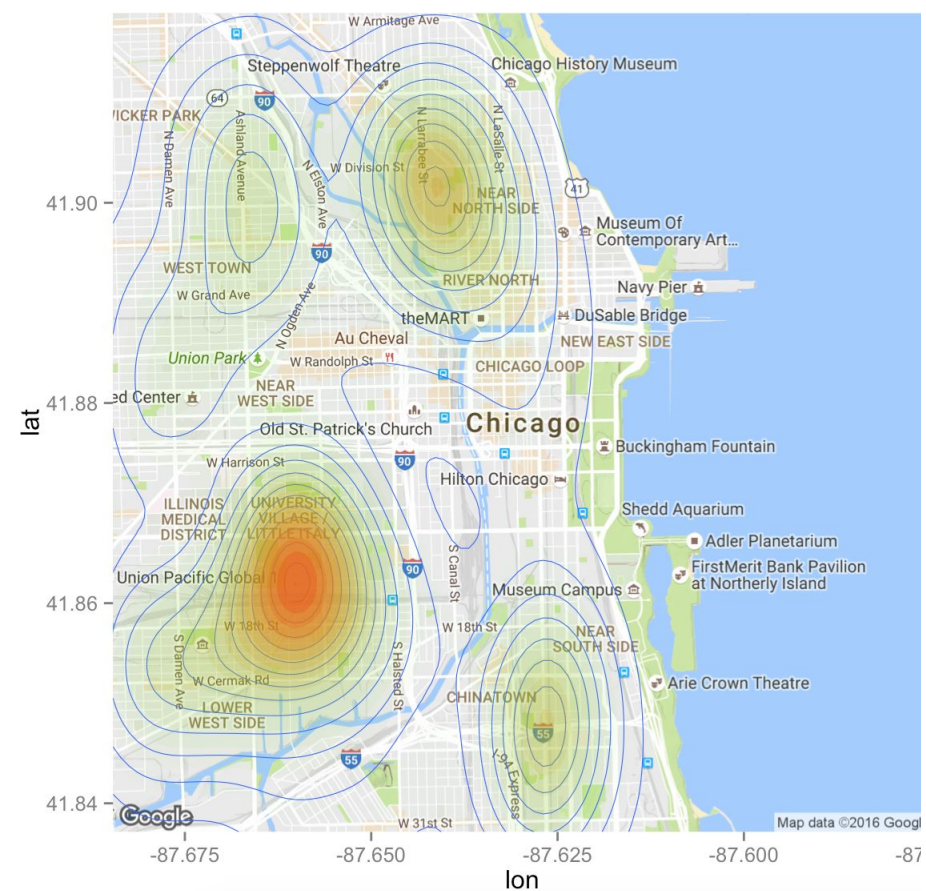 W Armitage Ave
Steppenwolf Theatre
Chicago History Museum
64
90
ICKER PARK
N Damen Ave
Ashland Avenue
N Larrabee St
N LaSalle St
N Elston Ave
W Division St
41
41.90
NEAR
NORTH SIDE
Museum Of
Contemporary Art...
90
WEST TOWN
RIVER NORTH
W Grand Ave
Navy Pier
N Ogden Ave
theMART
DuSable Bridge
Au Cheval
NEW EAST SIDE
Union Park
W Randolph St
CHICAGO LOOP
NEAR
WEST SIDE
41.88
ed Center
lat
Chicago
Old St. Patrick's Church
Buckingham Fountain
W Harrison St
90
Hilton Chicago
ILLINOIS
MEDICAL
DISTRICT
UNIVERSITY
VILLAGE /
LITTLE ITALY
Shedd Aquarium
Adler Planetarium
S Canal St
90
FirstMerit Bank Pavilion
at Northerly Island
Union Pacific Global 1
Museum Campus
41.86
W 18th St
W 18th St
NEAR
SOUTH SIDE
S Damen Ave
S Halsted St
W Cermak Rd
CHINATOWN
Arie Crown Theatre
LOWER
WEST SIDE
55
55
I-94 Express
41.84
Google
W 31st St
Map data ©2016 Googl
-87.675
-87.650
-87.625
-87.600
-87
lon